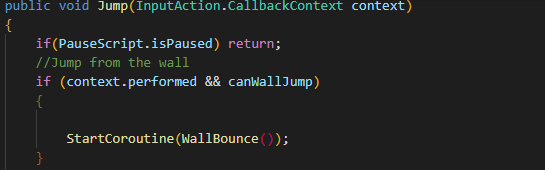 public void Jump(InputAction.CallbackContext context)
{
if(PauseScript.isPaused) return;
//Jump from the wall
if (context.performed && canWallJump)
{
StartCoroutine(WallBounce());
}